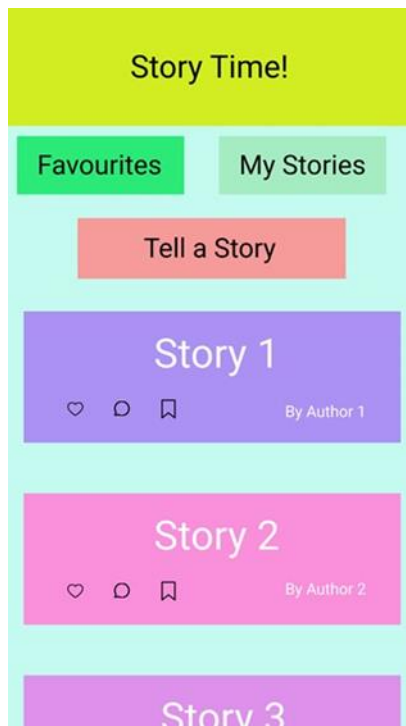 Story Time!
Favourites My Stories
Tell a Story
Story 1
By Author 1
Story 2
By Author 2
Story 3